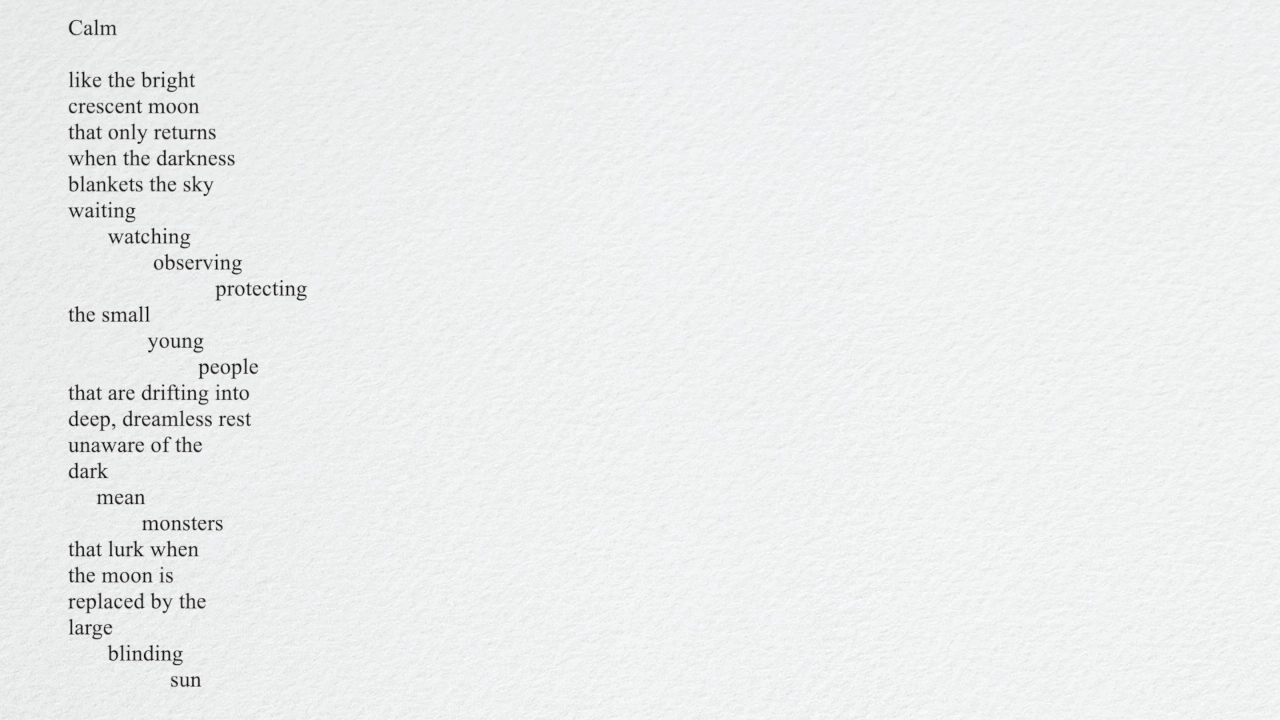 Calm

like the bright
crescent moon
that only returns
when the darkness
blankets the sky
waiting
watching
observing
protecting
the small
young
people
that are drifting into
deep, dreamless rest
unaware of the
dark
mean
monsters
that lurk when
the moon is
replaced by the
large
blinding
sun